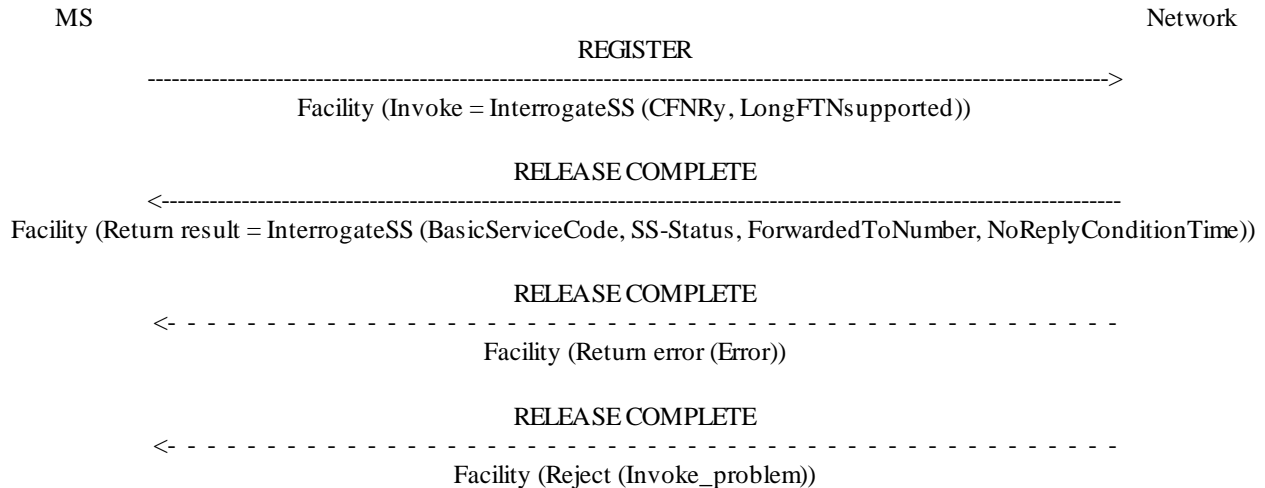 MS Network
REGISTER
Facility (Invoke = InterrogateSS (CFNRy, LongFTNsupported))
RELEASE COMPLETE
Facility (Return result = InterrogateSS (BasicServiceCode, SS-Status, ForwardedToNumber, NoReplyConditionTime))
RELEASE COMPLETE
Facility (Return error (Error))
RELEASE COMPLETE
Facility (Reject (Invoke_problem))